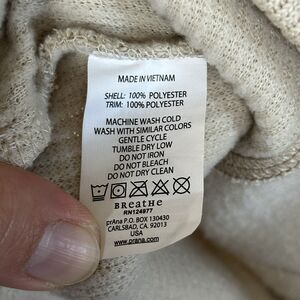 MADE IN VIETNAM
SHELL: 100% POLYESTER
TRIM: 100% POLYESTER
MACHINE WASH COLD
WASH WITH SIMILAR COLORS
GENTLE CYCLE
TUMBLE DRY LOW
DO NOT IRON
DO NOT BLEACH
DO NOT DRY CLEAN
BReatHe
RN124977
prAna P.O. BOX 130430
CARLSBAD, CA. 92013
USA
www.prana.com